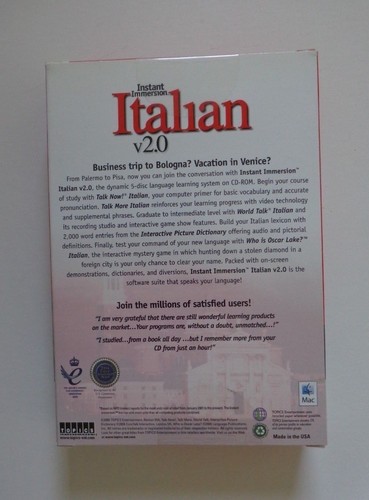 Instant
Immersion™
Italian
v2.0
Business trip to Bologna? Vacation in Venice?
From Palermo to Pisa, now you can join the conversation with Instant Immersion™
Italian v2.0, the dynamic 5-disc language learning system on CD-ROM. Begin your course
of study with Talk Now!® Italian, your computer primer for basic vocabulary and accurate
pronunciation. Talk More Italian reinforces your learning progress with video technology
and supplemental phrases. Graduate to intermediate level with World Talk® Italian and
its recording studio and interactive game show features. Build your Italian lexicon with
2,000 word entries from the Interactive Picture Dictionary offering audio and pictorial
definitions. Finally, test your command of your new language with Who is Oscar Lake?™
Italian, the interactive mystery game in which hunting down a stolen diamond in a
foreign city is your only chance to clear your name. Packed with on-screen
demonstrations, dictionaries, and diversions, Instant Immersion™ Italian v2.0 is the
software suite that speaks your language!
Join the millions of satisfied users!
"I am very grateful that there are still wonderful learning products
on the market...Your programs are, without a doubt, unmatched...!"
"I studied...from a book all day ...but I remember more from your
CD from just an hour!"
Mac
TOPICS
Entertainment
www.topics-ent.com
Made in the USA